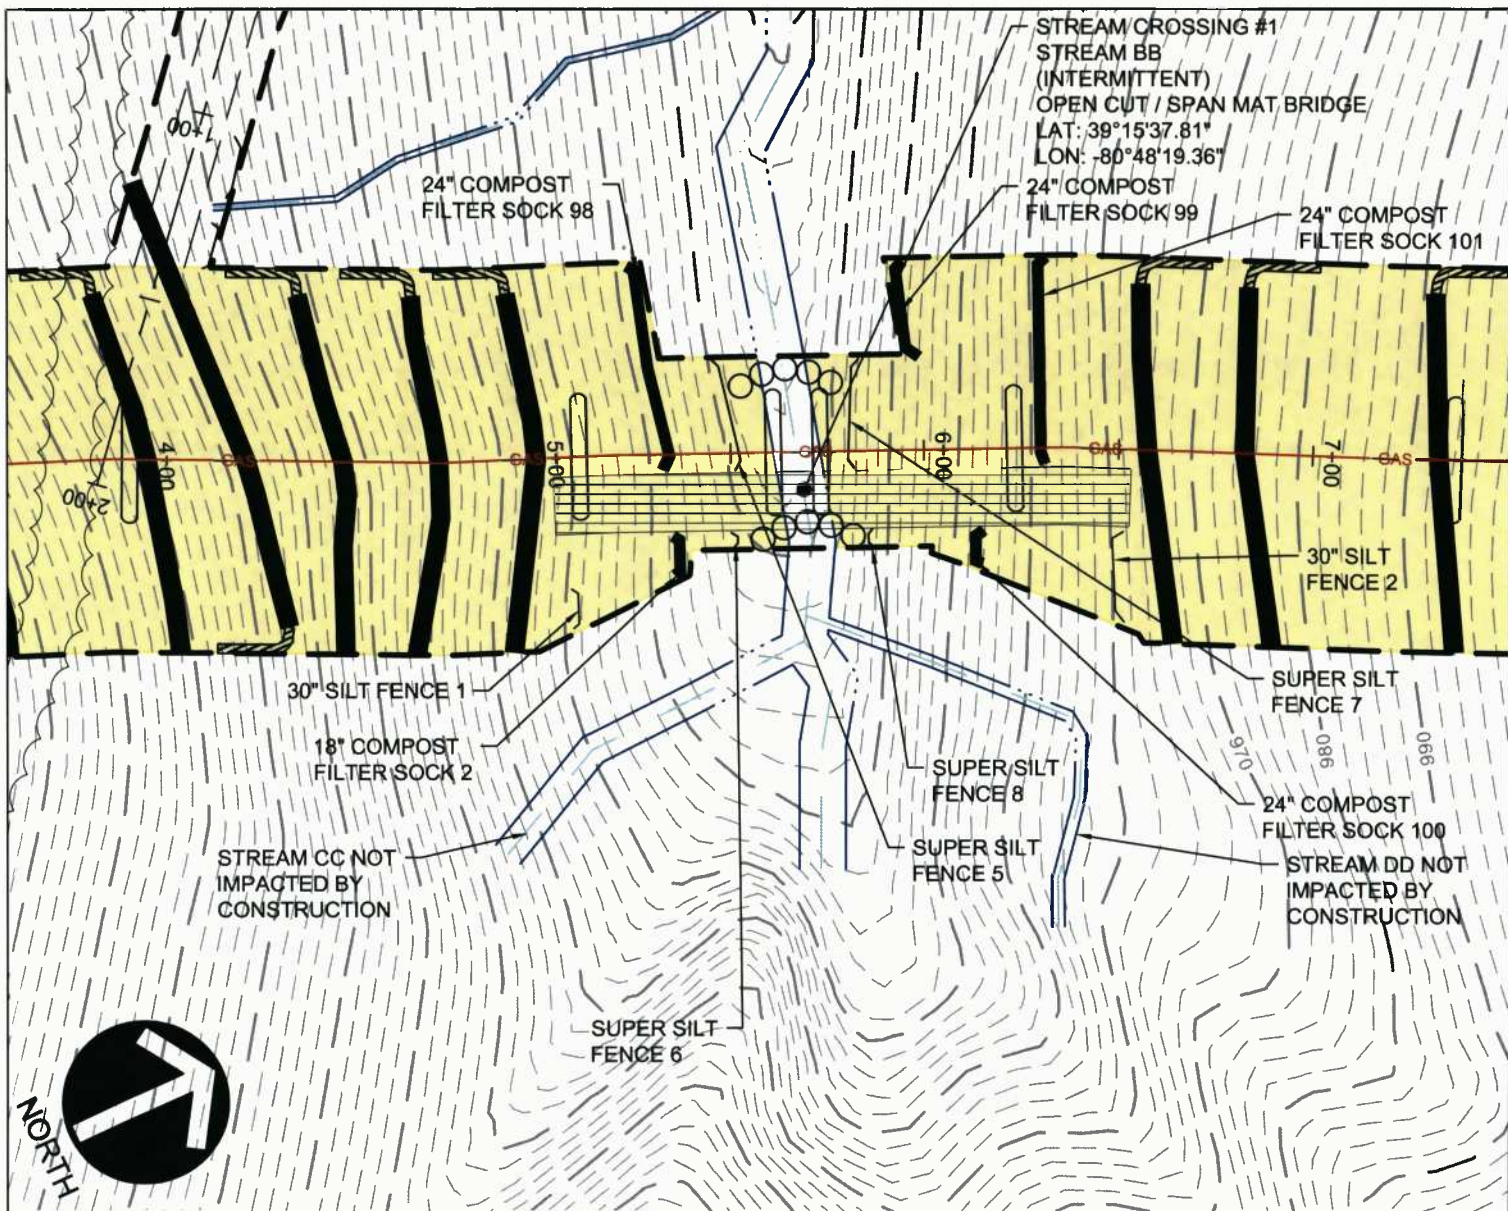 STREAM CROSSING #1
STREAM BB
(INTERMITTENT)
OPEN CUT / SPAN MAT BRIDGE
LAT: 39°15'37.81"
LON: -80°48'19.36"
1+00
24" COMPOST
FILTER SOCK 98
24" COMPOST
FILTER SOCK 99
24" COMPOST
FILTER SOCK 101
4+00
GAS
GAS
5+00
GAS
6+00
GAS
7+00
GAS
2+00
30" SILT
FENCE 2
30" SILT FENCE 1
SUPER SILT
FENCE 7
18" COMPOST
FILTER SOCK 2
970
980
990
SUPER SILT
FENCE 8
24" COMPOST
FILTER SOCK 100
STREAM CC NOT
IMPACTED BY
CONSTRUCTION
SUPER SILT
FENCE 5
STREAM DD NOT
IMPACTED BY
CONSTRUCTION
SUPER SILT
FENCE 6
NORTH